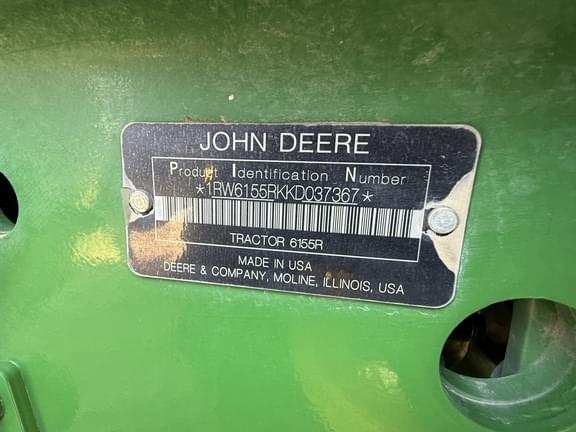 JOHN DEERE
Product Identification Number
*1RW6155RKKD037367*
TRACTOR 6155R
MADE IN USA
DEERE & COMPANY, MOLINE, ILLINOIS, USA